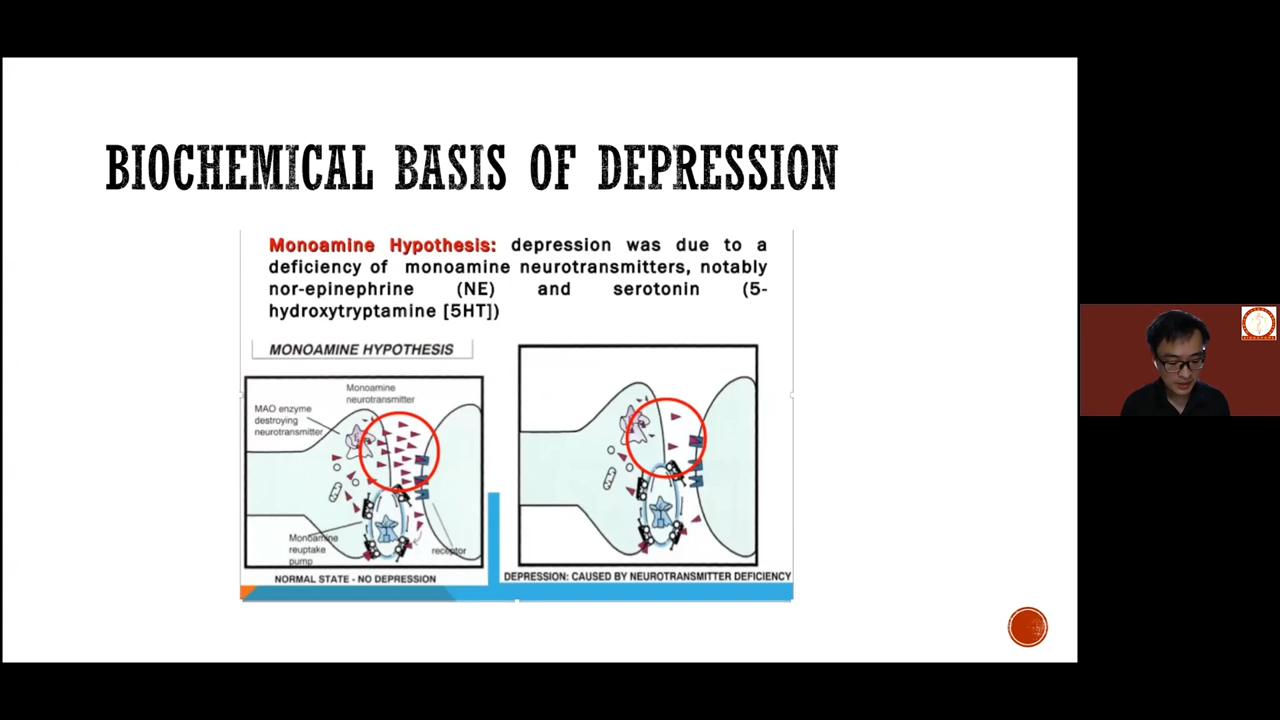 BIOCHEMICAL BASIS OF DEPRESSION
Monoamine Hypothesis: depression was due to a
deficiency of monoamine neurotransmitters, notably
nor-epinephrine (NE) and serotonin (5-
hydroxytryptamine [5HT])
MONOAMINE HYPOTHESIS
Monoamine
neurotransmitter
MAO enzyme
destroying
neurotransmitter
Monoamine
reuptake
pump
receptor
NORMAL STATE - NO DEPRESSION
DEPRESSION: CAUSED BY NEUROTRANSMITTER DEFICIENCY